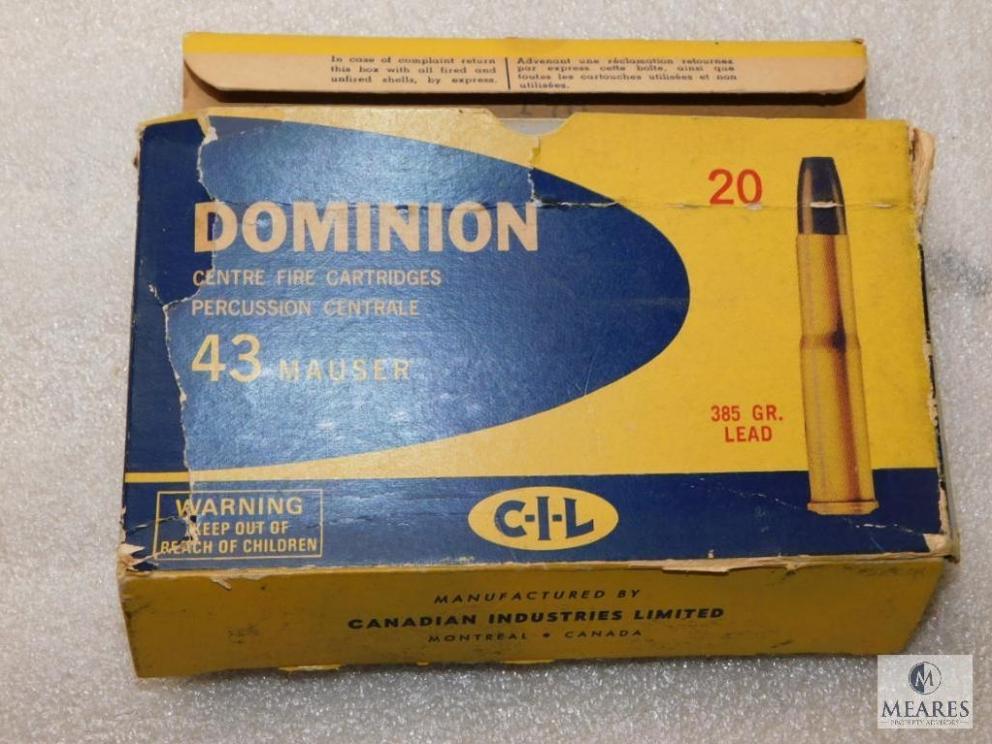 In case of complaint return
this box with all fired and
unfired shells, by express.
Advenant une réclamation retournez
par express cette boîte, ainsi que
toutes les cartouches utilisées et non
utilisées.
20
DOMINION
CENTRE FIRE CARTRIDGES
PERCUSSION CENTRALE
43 MAUSER
385 GR.
LEAD
WARNING
KEEP OUT OF
REACH OF CHILDREN
C-I-L
MANUFACTURED BY
CANADIAN INDUSTRIES LIMITED
MONTREAL • CANADA
M
MEARES
PROPERTY ADVISORS